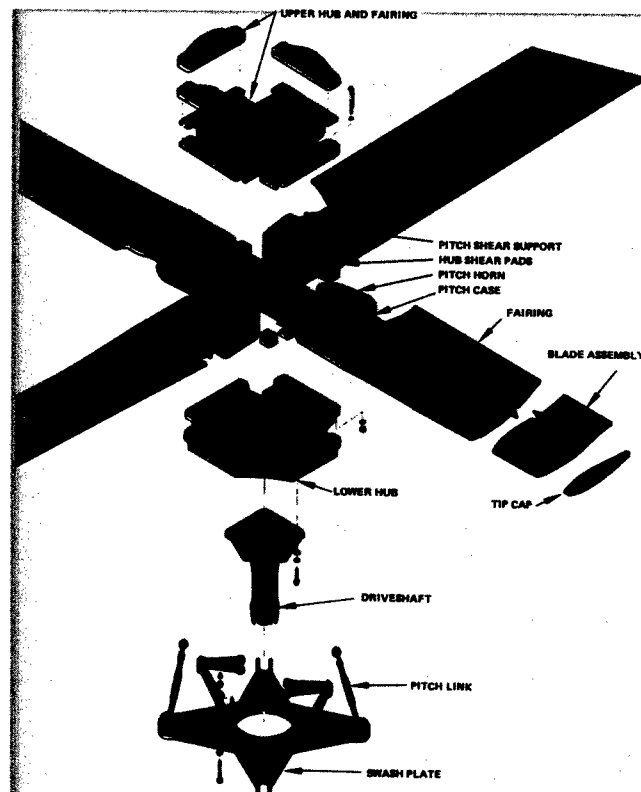 UPPER HUB AND FAIRING
PITCH SHEAR SUPPORT
HUB SHEAR PADS
PITCH HORN
PITCH CASE
FAIRING
BLADE ASSEMBLY
LOWER HUB
TIP CAP
DRIVESHAFT
PITCH LINK
SWASH PLATE